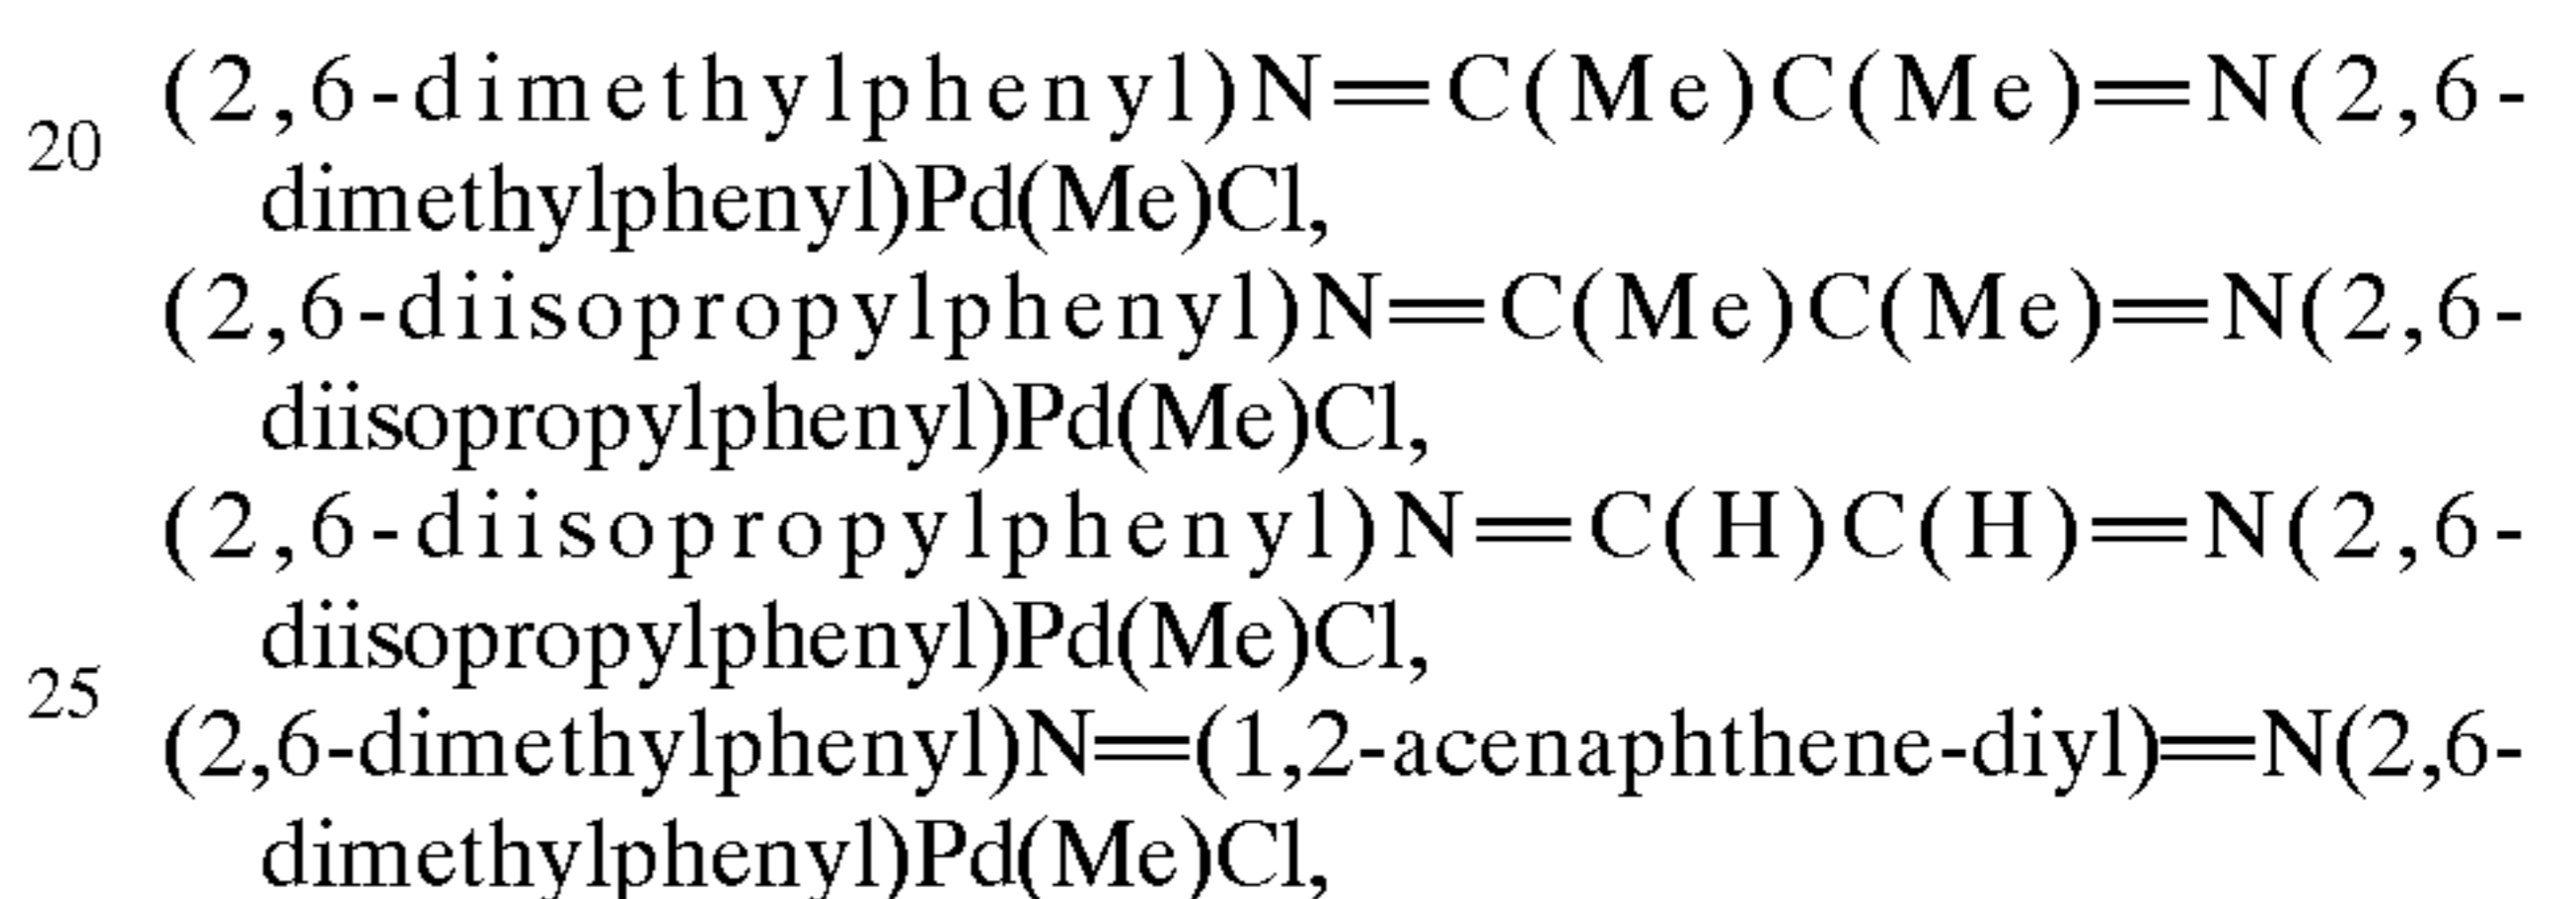 (2,6-dimethylphenyl)N=C(Me)C(Me)=N(2,6-
20
dimethylphenyl)Pd(Me)Cl,
(2,6-diisopropylphenyl)N=C(Me)C(Me)=N(2,6-
diisopropylphenyl)Pd(Me)Cl,
(2,6-diisopropylphenyl)N=C(H)C(H)=N(2,6-
diisopropylphenyl)Pd(Me)Cl,
25
(2,6-dimethylphenyl)N=(1,2-acenaphthene-diyl)=N(2,6-
dimethylphenyl)Pd(Me)Cl,